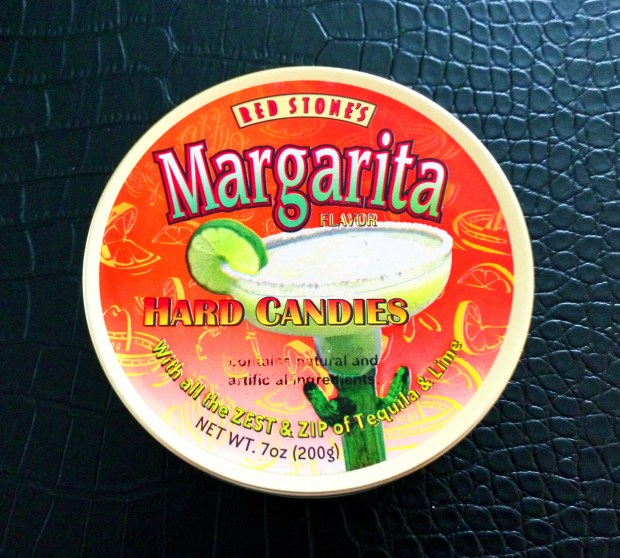 RED STONE'S
Margarita
FLAVOR
HARD CANDIES
contains natural and
artificial ingredients.
With all the ZEST & ZIP of Tequila & Lime
NET WT. 7oz (200g)